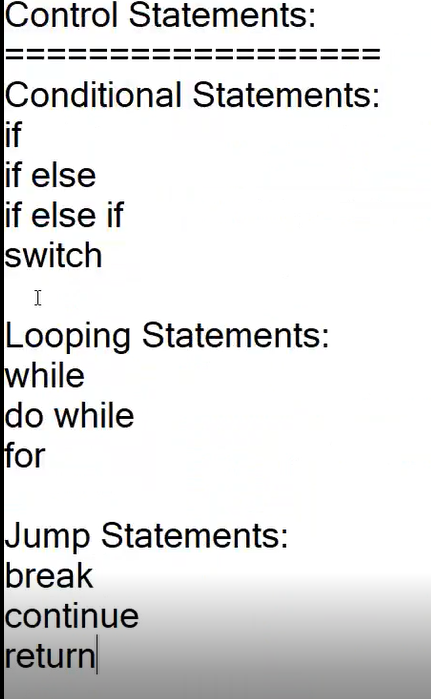 Control Statements:
===================
Conditional Statements:
if
if else
if else if
switch
Looping Statements:
while
do while
for
Jump Statements:
break
continue
return